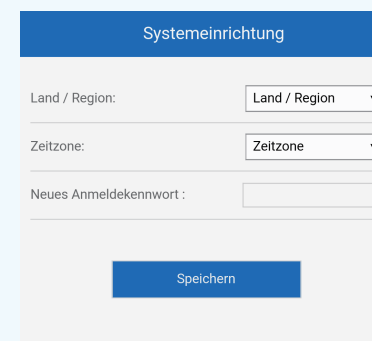 Systemeinrichtung
Land / Region: Land / Region
Zeitzone: Zeitzone
Neues Anmeldekennwort :
Speichern